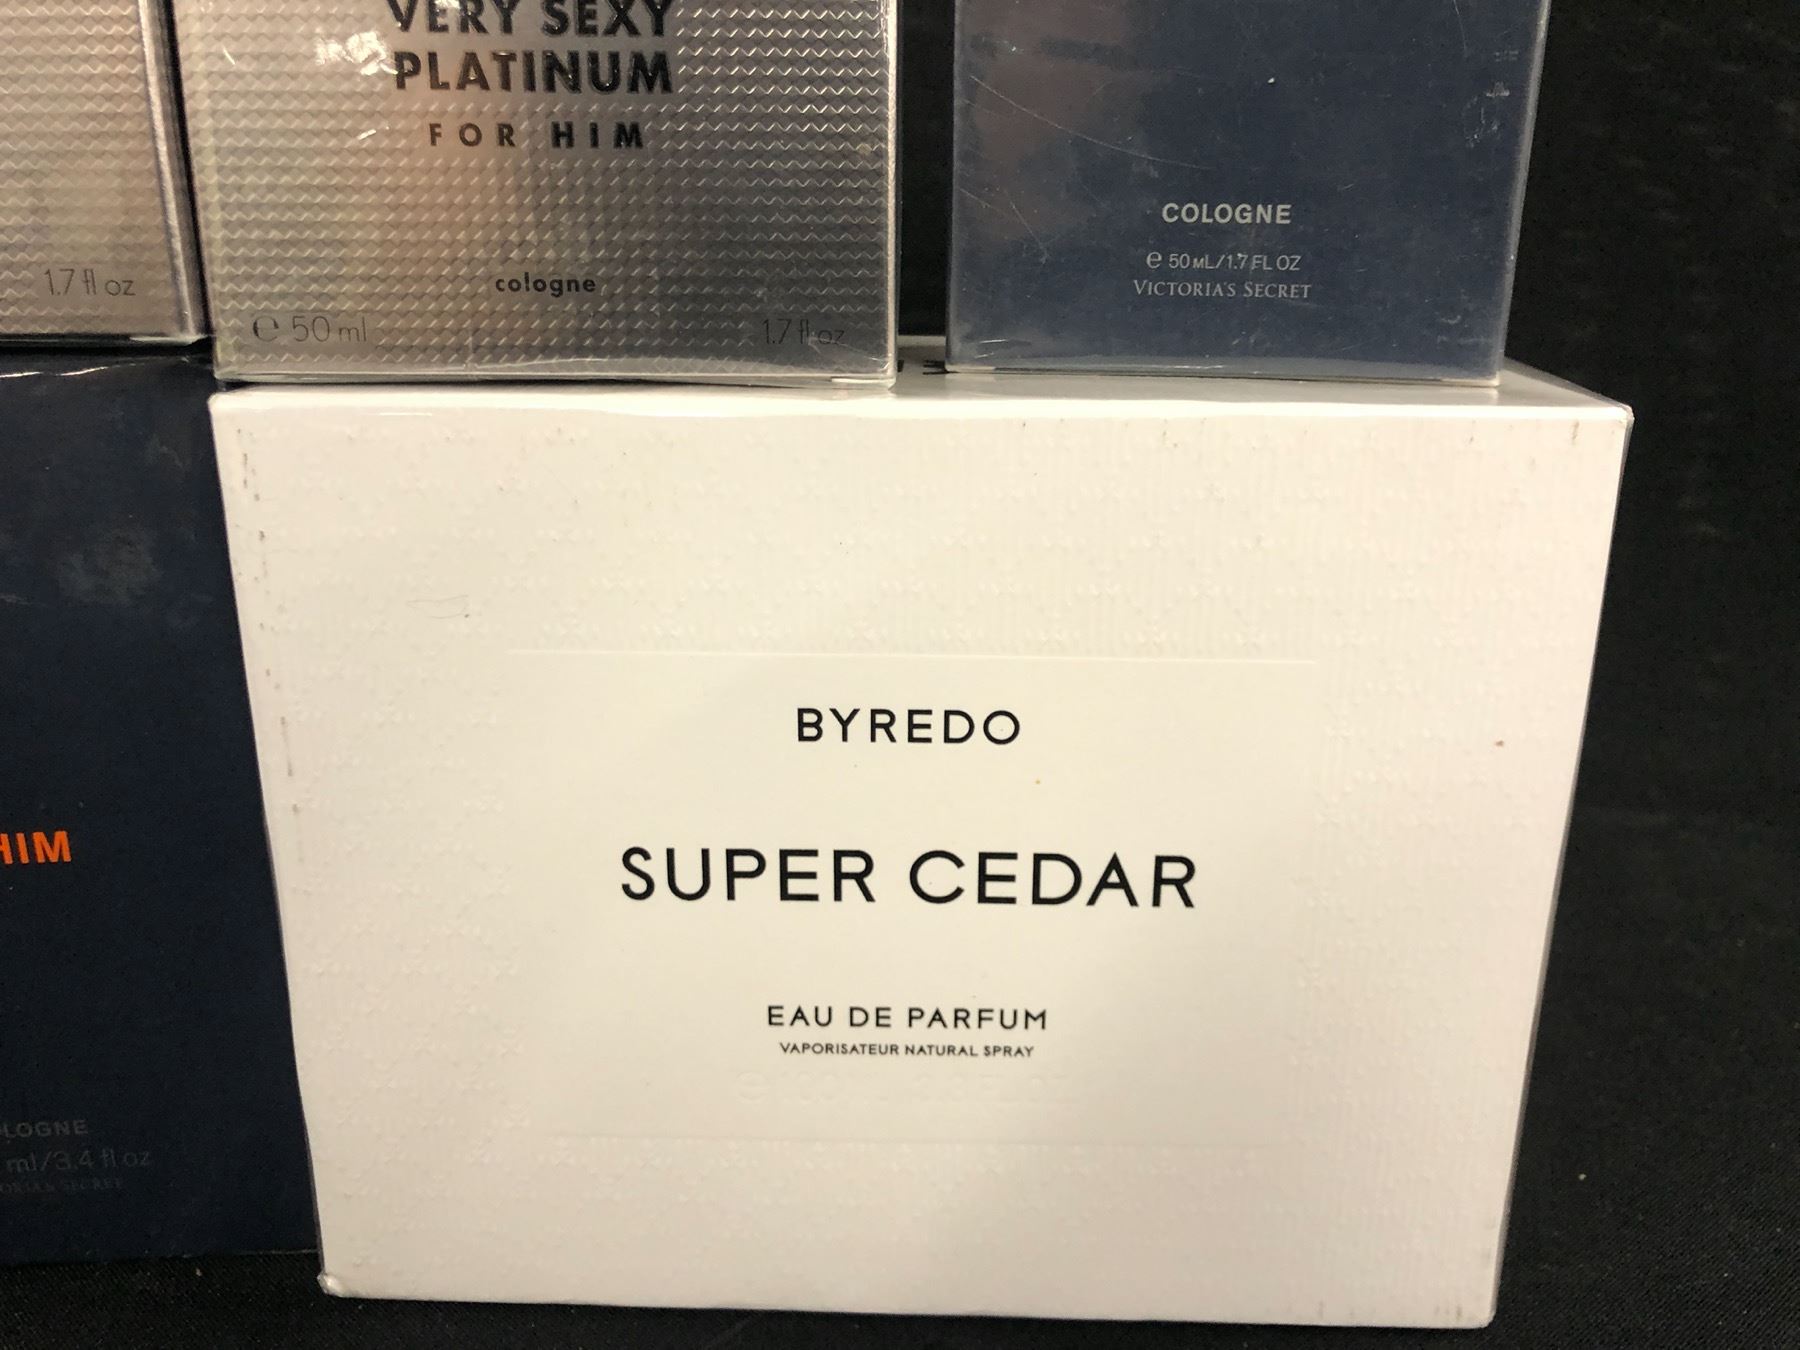 VERY SEXY
PLATINUM
FOR HIM
cologne
e 50 ml
1.7 fl oz
1.7 fl oz
COLOGNE
e 50 mL/1.7 FL OZ
VICTORIA'S SECRET
HIM
LOGNE
ml/3.4 fl oz
BYREDO
SUPER CEDAR
EAU DE PARFUM
VAPORISATEUR NATURAL SPRAY